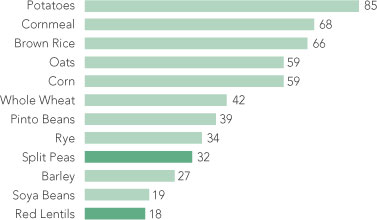 Potatoes 85
Cornmeal 68
Brown Rice 66
Oats 59
Corn 59
Whole Wheat 42
Pinto Beans 39
Rye 34
Split Peas 32
Barley 27
Soya Beans 19
Red Lentils 18